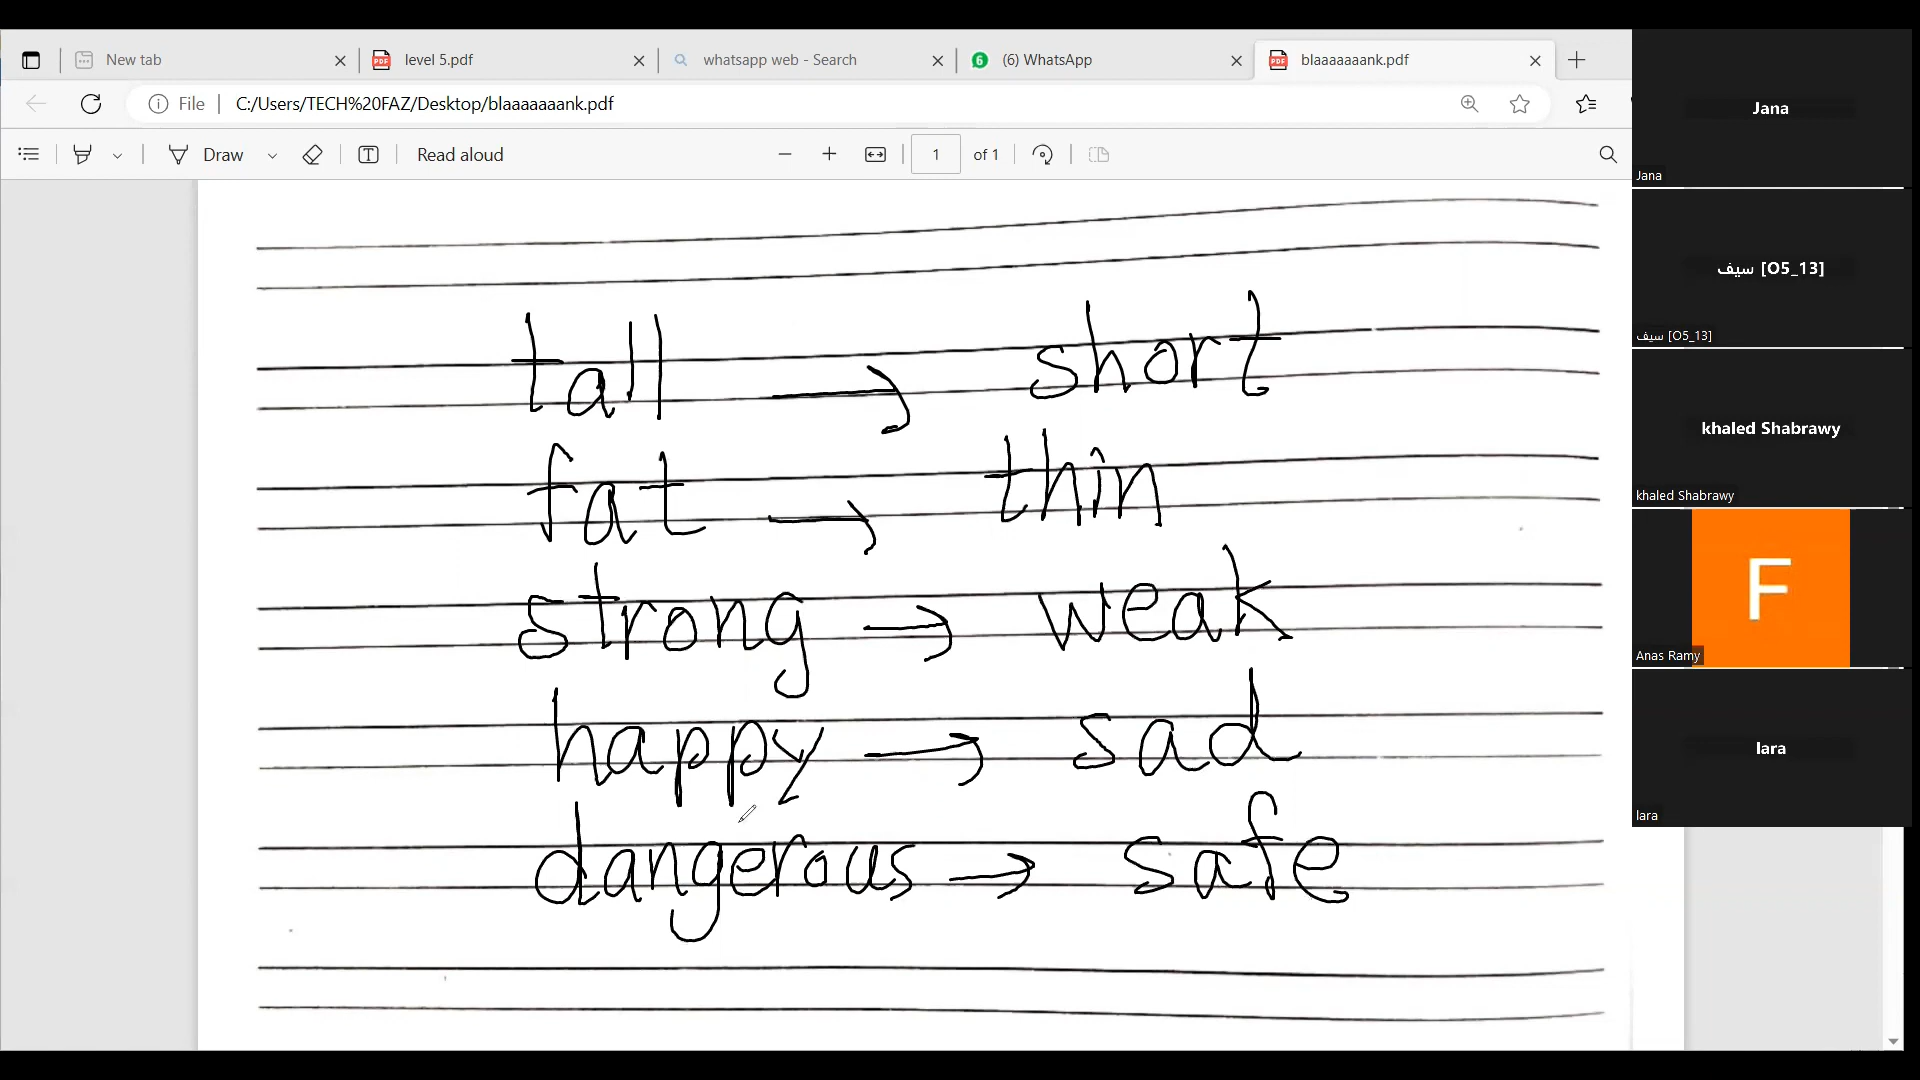 New tab
level 5.pdf
whatsapp web - Search
6 (6) WhatsApp
blaaaaaaank.pdf
File C:/Users/TECH%20FAZ/Desktop/blaaaaaaank.pdf
Draw
Read aloud
1 of 1
tall → short
fat → thin
strong → weak
happy → sad
dangerous → safe
Jana
Jana
سيف [O5_13]
سيف [O5_13]
khaled Shabrawy
khaled Shabrawy
F
Anas Ramy
lara
lara